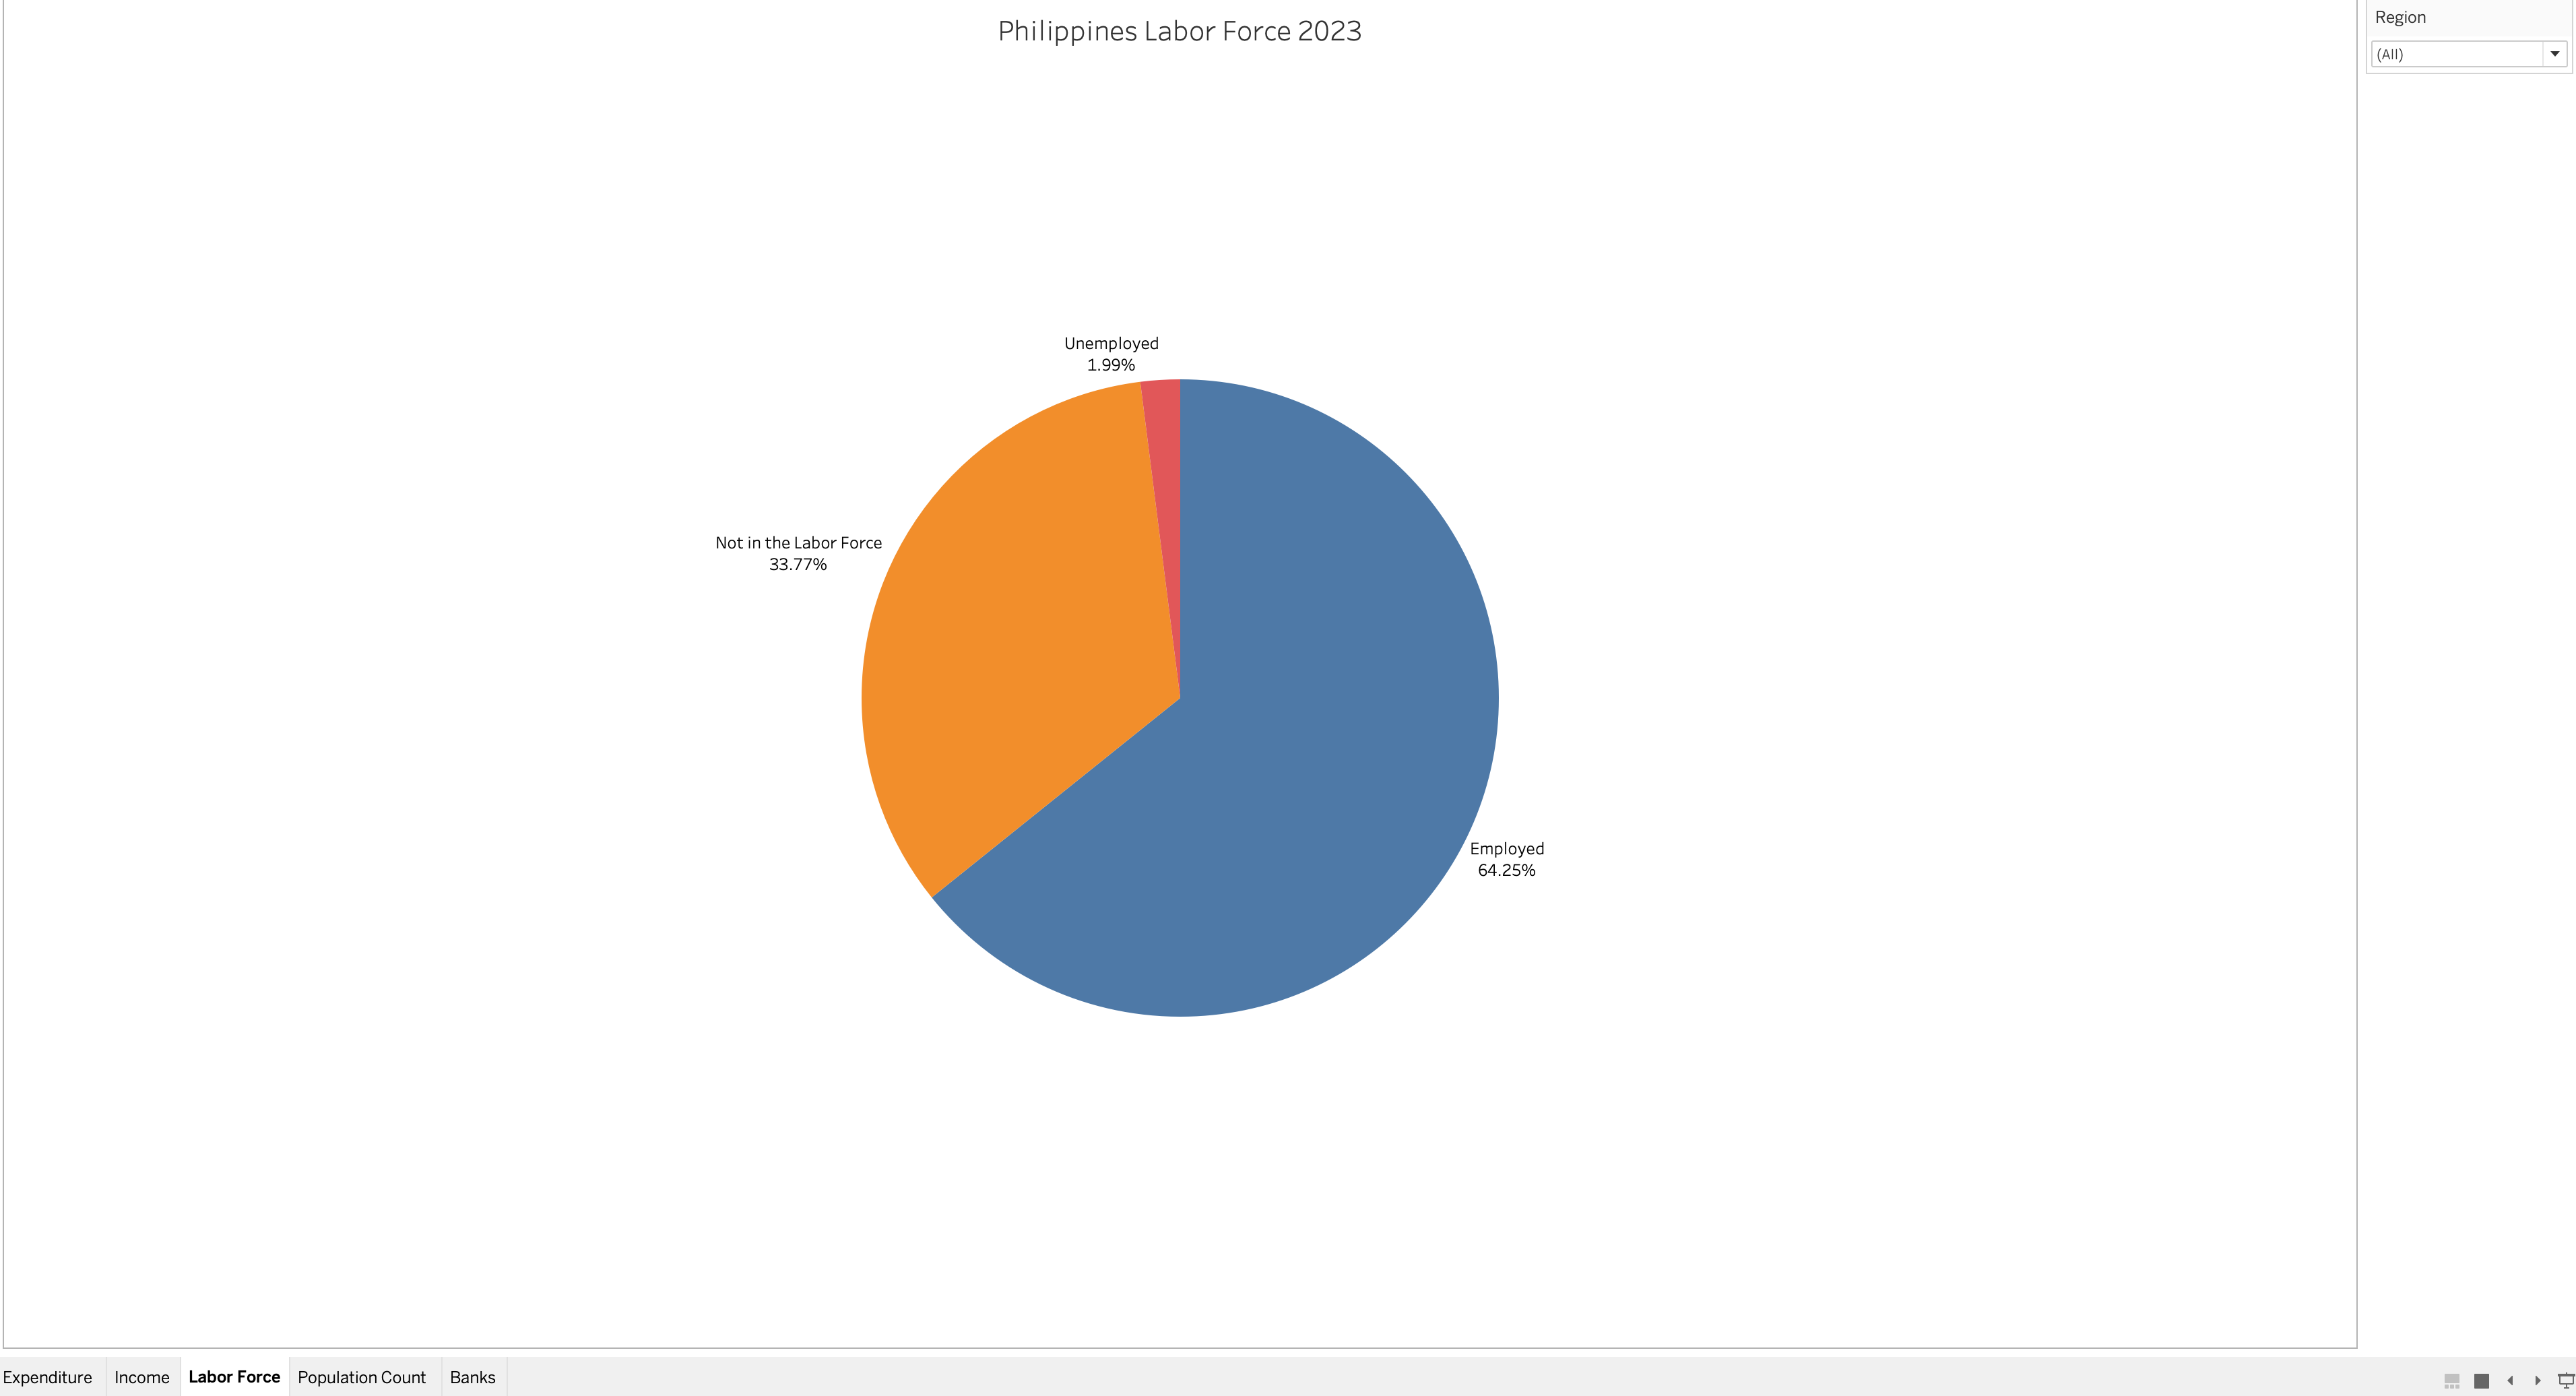 Philippines Labor Force 2023
Region
(All)
Unemployed
1.99%
Not in the Labor Force
33.77%
Employed
64.25%
Expenditure
Income
Labor Force
Population Count
Banks